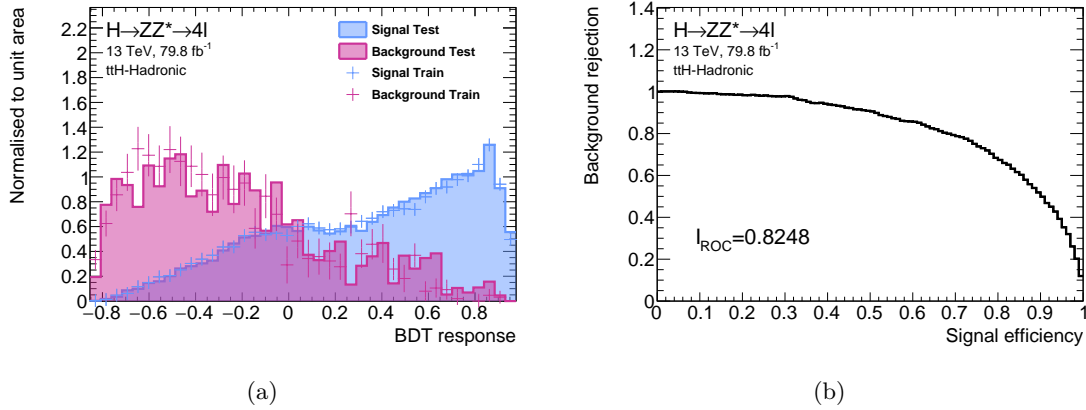 H→ZZ*→4l
13 TeV, 79.8 fb-1
ttH-Hadronic
Signal Test
Background Test
Signal Train
Background Train
Normalised to unit area
2.2
2
1.8
1.6
1.4
1.2
1
0.8
0.6
0.4
0.2
0
−0.8 −0.6 −0.4 −0.2 0 0.2 0.4 0.6 0.8
BDT response
(a)
H→ZZ*→4l
13 TeV, 79.8 fb-1
ttH-Hadronic
Background rejection
1.4
1.2
1
0.8
0.6
0.4
0.2
0
IROC=0.8248
0 0.1 0.2 0.3 0.4 0.5 0.6 0.7 0.8 0.9 1
Signal efficiency
(b)